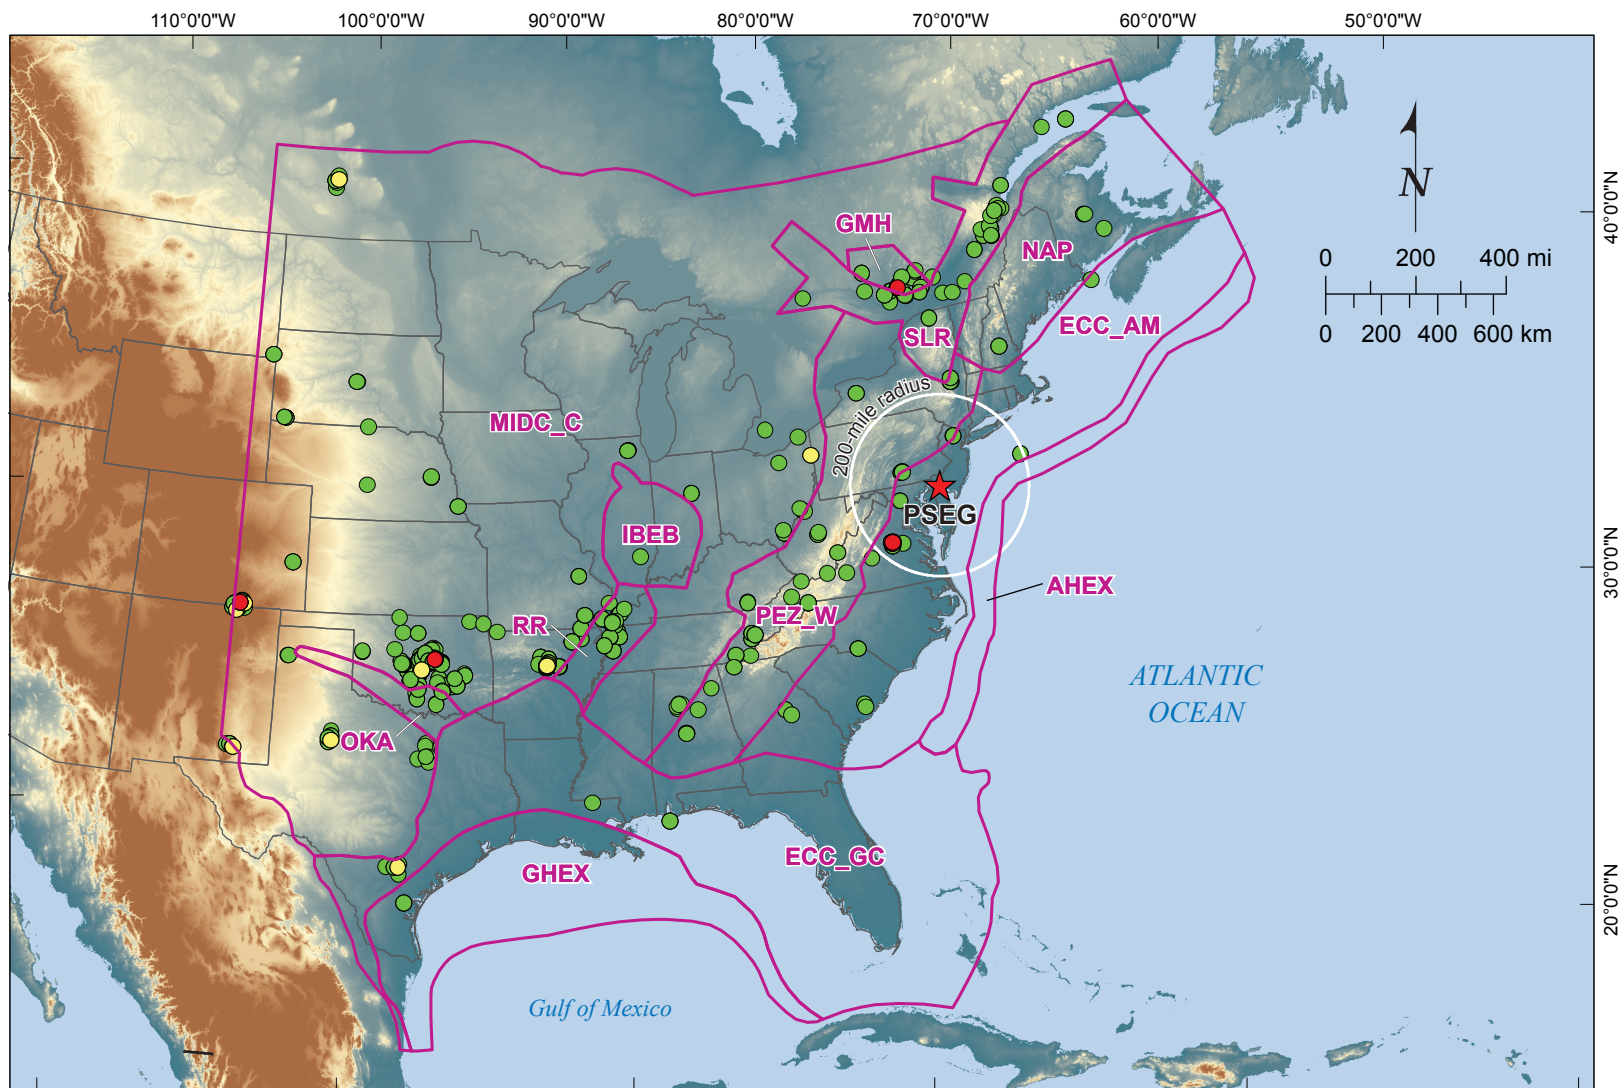 110°0'0"W
100°0'0"W
90°0'0"W
80°0'0"W
70°0'0"W
60°0'0"W
50°0'0"W
40°0'0"N
30°0'0"N
20°0'0"N
N
0 200 400 mi
0 200 400 600 km
GMH
NAP
SLR
ECC_AM
200-mile radius
MIDC_C
PSEG
IBEB
AHEX
RR
PEZ_W
OKA
ATLANTIC
OCEAN
ECC_GC
GHEX
Gulf of Mexico